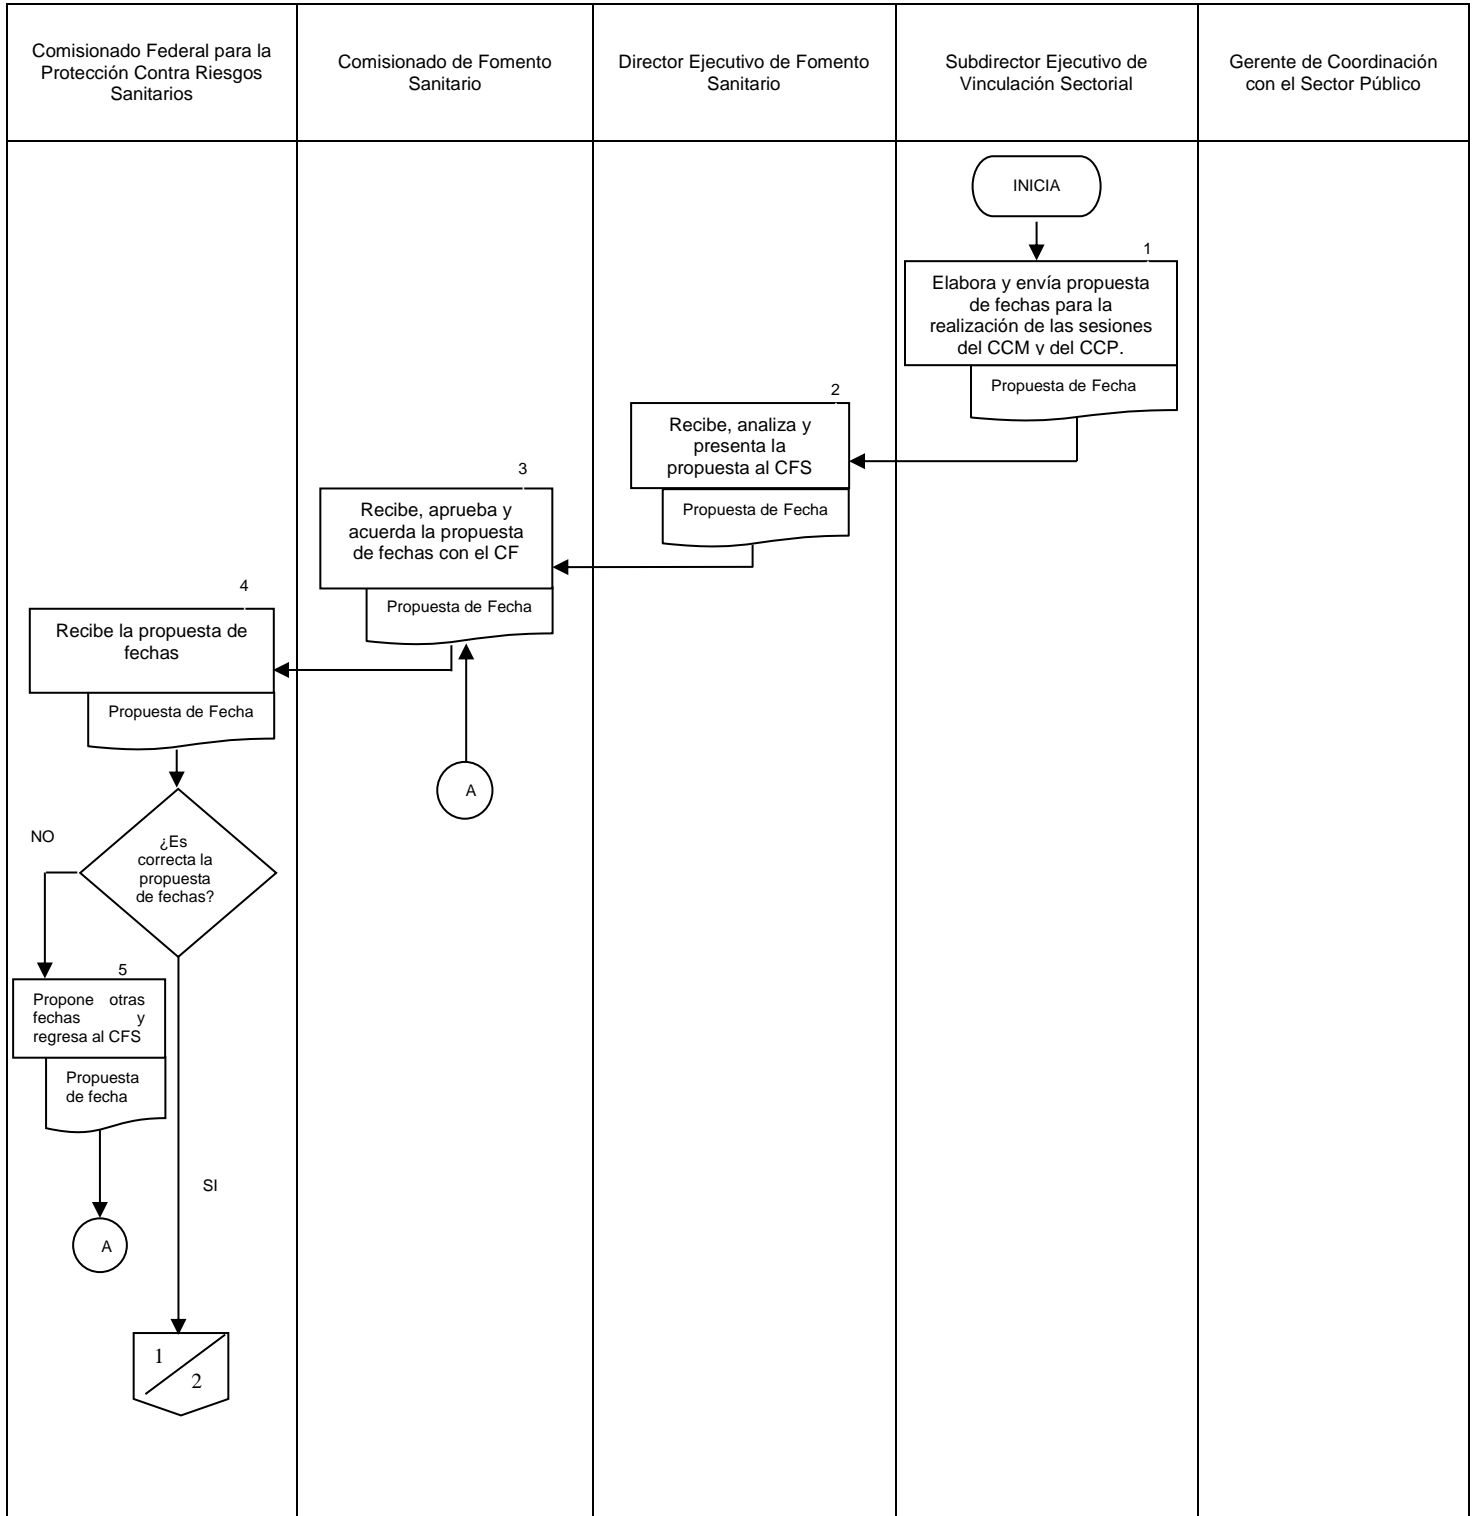 Comisionado Federal para la
Protección Contra Riesgos
Sanitarios
Comisionado de Fomento
Sanitario
Director Ejecutivo de Fomento
Sanitario
Subdirector Ejecutivo de
Vinculación Sectorial
Gerente de Coordinación
con el Sector Público
INICIA
1
Elabora y envía propuesta
de fechas para la
realización de las sesiones
del CCM y del CCP.
Propuesta de Fecha
2
Recibe, analiza y
presenta la
propuesta al CFS
Propuesta de Fecha
3
Recibe, aprueba y
acuerda la propuesta
de fechas con el CF
Propuesta de Fecha
4
Recibe la propuesta de
fechas
Propuesta de Fecha
A
NO
¿Es
correcta la
propuesta
de fechas?
5
Propone otras
fechas y
regresa al CFS
Propuesta
de fecha
SI
A
1
2